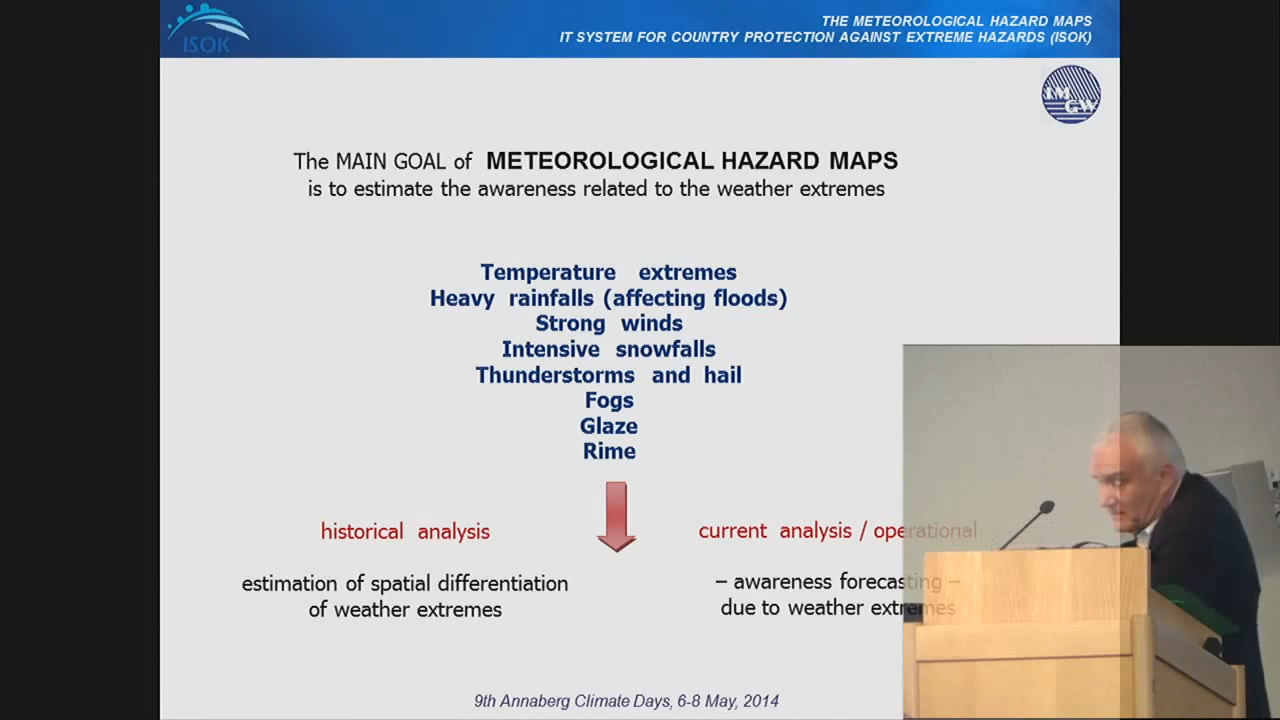 ISOK
THE METEOROLOGICAL HAZARD MAPS
IT SYSTEM FOR COUNTRY PROTECTION AGAINST EXTREME HAZARDS (ISOK)
IM
GW
The MAIN GOAL of METEOROLOGICAL HAZARD MAPS
is to estimate the awareness related to the weather extremes
Temperature extremes
Heavy rainfalls (affecting floods)
Strong winds
Intensive snowfalls
Thunderstorms and hail
Fogs
Glaze
Rime
historical analysis
estimation of spatial differentiation
of weather extremes
current analysis / operational
– awareness forecasting –
due to weather extremes
9th Annaberg Climate Days, 6-8 May, 2014